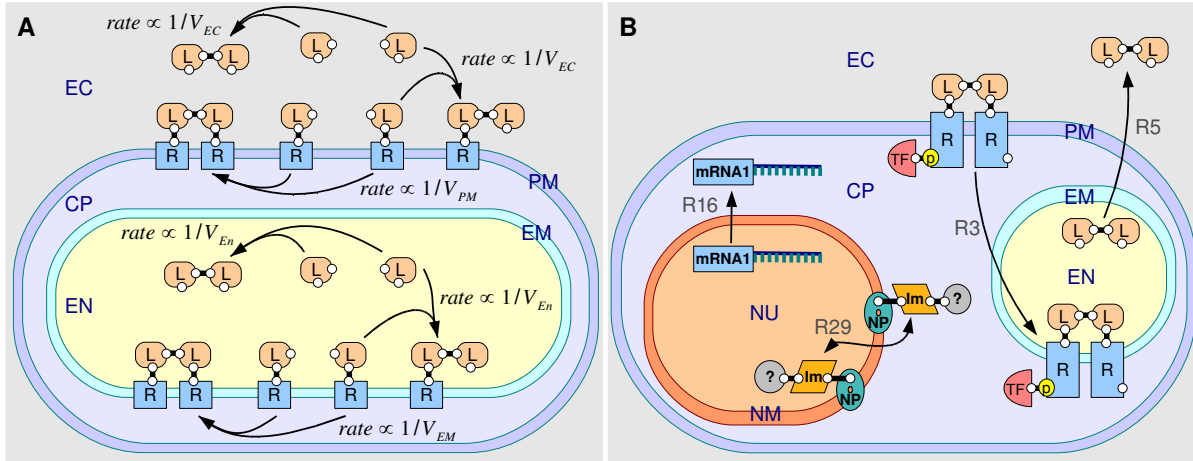 A
rate ∝ 1/V_EC
L L
L
L
rate ∝ 1/V_EC
EC
L L
L
L
L L
R R
R
R
R
rate ∝ 1/V_PM
PM
CP
EM
rate ∝ 1/V_En
L L
L
L
rate ∝ 1/V_En
EN
L L
L
L
L L
R R
R
R
R
rate ∝ 1/V_EM
B
L L
EC
L L
R5
R R
PM
TF p
mRNA1
CP
R16
EM
L L
R3
mRNA1
EN
Im ?
NP
NU
R29
L L
? Im
NP
R R
TF p
NM